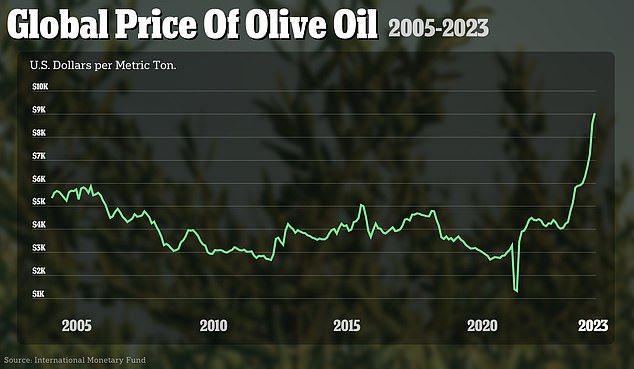 Global Price Of Olive Oil 2005-2023
U.S. Dollars per Metric Ton.
$10K
$9K
$8K
$7K
$6K
$5K
$4K
$3K
$2K
$1K
2005 2010 2015 2020 2023
Source: International Monetary Fund